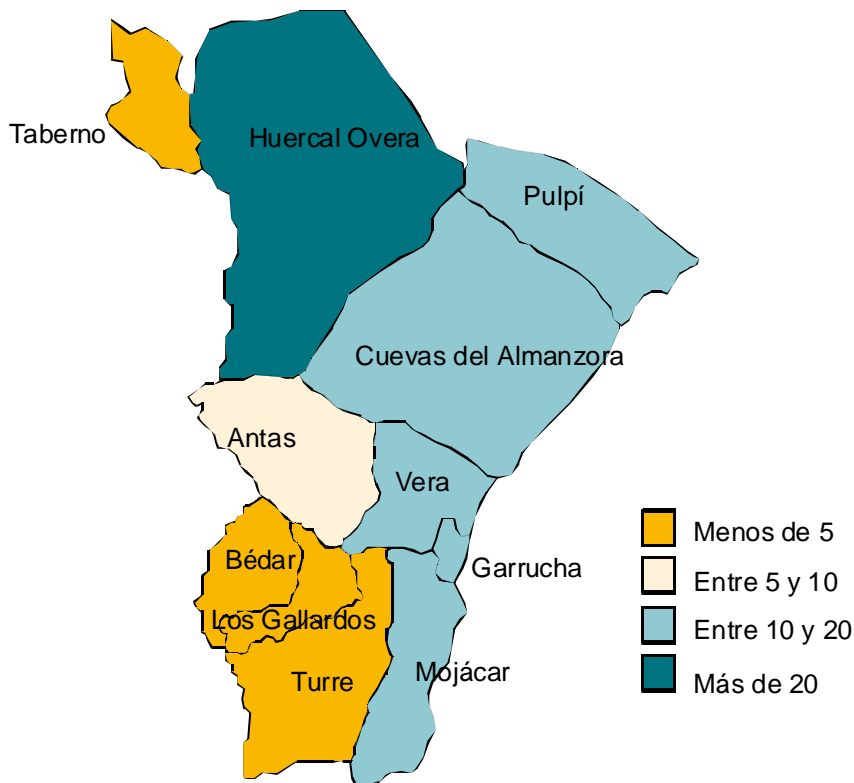 Taberno
Huercal Overa
Pulpí
Cuevas del Almanzora
Antas
Vera
Bédar
Garrucha
Los Gallardos
Turre
Mojácar
Menos de 5
Entre 5 y 10
Entre 10 y 20
Más de 20